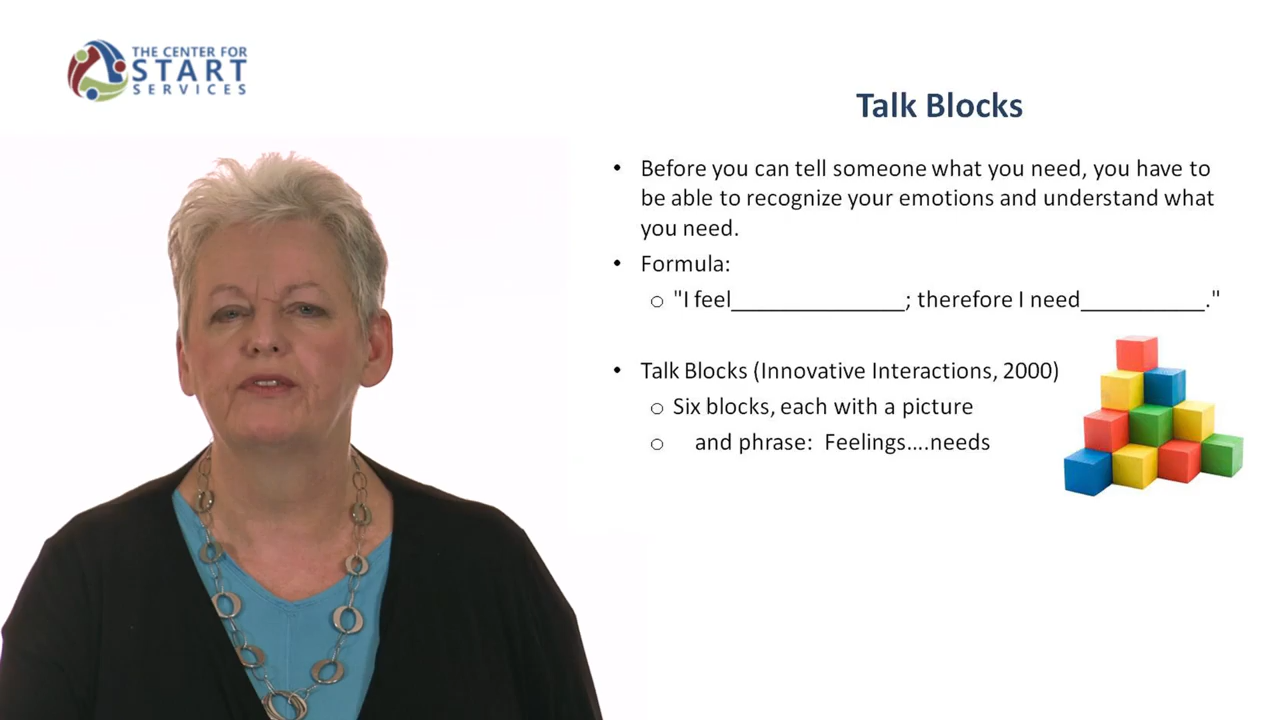 THE CENTER FOR
START
SERVICES
Talk Blocks
• Before you can tell someone what you need, you have to
be able to recognize your emotions and understand what
you need.
• Formula:
o "I feel_______________; therefore I need___________."
• Talk Blocks (Innovative Interactions, 2000)
o Six blocks, each with a picture
o and phrase: Feelings....needs